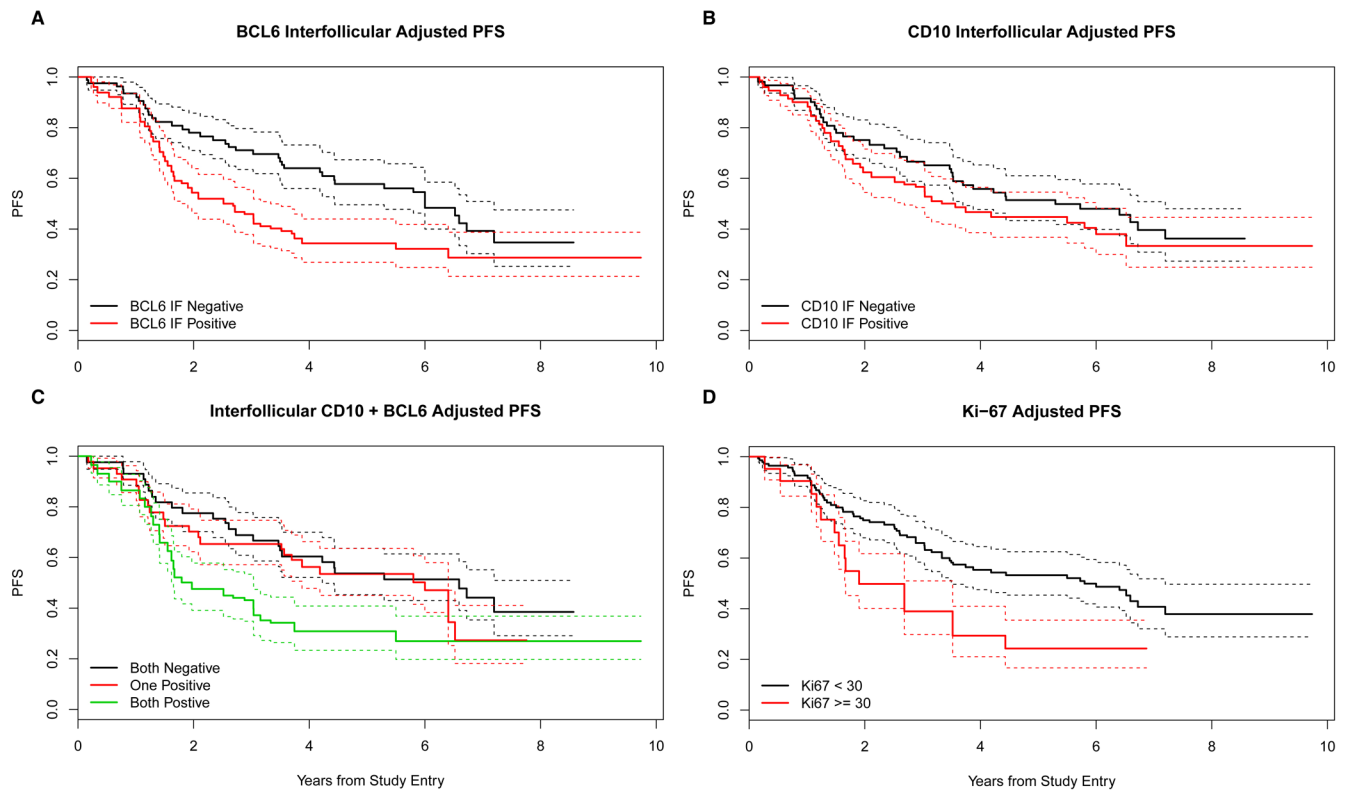 A
BCL6 Interfollicular Adjusted PFS
PFS
1.0
0.8
0.6
0.4
0.2
0.0
BCL6 IF Negative
BCL6 IF Positive
0 2 4 6 8 10
B
CD10 Interfollicular Adjusted PFS
PFS
1.0
0.8
0.6
0.4
0.2
0.0
CD10 IF Negative
CD10 IF Positive
0 2 4 6 8 10
C
Interfollicular CD10 + BCL6 Adjusted PFS
PFS
1.0
0.8
0.6
0.4
0.2
0.0
Both Negative
One Positive
Both Postive
0 2 4 6 8 10
Years from Study Entry
D
Ki−67 Adjusted PFS
PFS
1.0
0.8
0.6
0.4
0.2
0.0
Ki67 < 30
Ki67 >= 30
0 2 4 6 8 10
Years from Study Entry